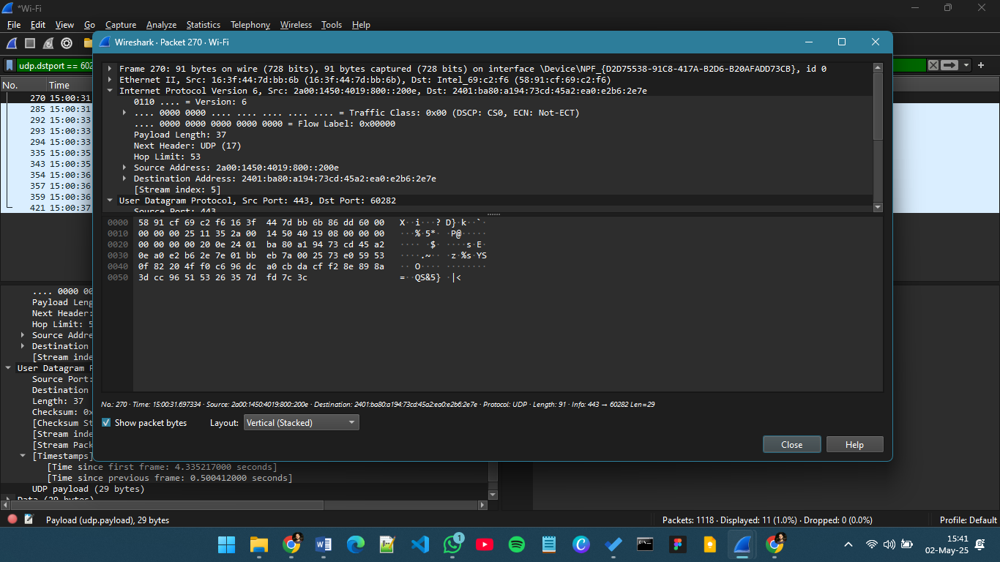 *Wi-Fi
File Edit View Go Capture Analyze Statistics Telephony Wireless Tools Help
Wireshark · Packet 270 · Wi-Fi
udp.dstport == 602
No. Time
270 15:00:31
285 15:00:31
292 15:00:33
293 15:00:33
294 15:00:33
335 15:00:35
343 15:00:35
354 15:00:36
357 15:00:36
359 15:00:36
421 15:00:37
Frame 270: 91 bytes on wire (728 bits), 91 bytes captured (728 bits) on interface \Device\NPF_{D2D75538-91C8-417A-B2D6-B20AFADD73CB}, id 0
Ethernet II, Src: 16:3f:44:7d:bb:6b (16:3f:44:7d:bb:6b), Dst: Intel_69:c2:f6 (58:91:cf:69:c2:f6)
Internet Protocol Version 6, Src: 2a00:1450:4019:800::200e, Dst: 2401:ba80:a194:73cd:45a2:ea0:e2b6:2e7e
0110 .... = Version: 6
.... 0000 0000 .... .... .... .... .... = Traffic Class: 0x00 (DSCP: CS0, ECN: Not-ECT)
.... 0000 0000 0000 0000 0000 = Flow Label: 0x00000
Payload Length: 37
Next Header: UDP (17)
Hop Limit: 53
Source Address: 2a00:1450:4019:800::200e
Destination Address: 2401:ba80:a194:73cd:45a2:ea0:e2b6:2e7e
[Stream index: 5]
User Datagram Protocol, Src Port: 443, Dst Port: 60282
Source Port: 443
0000 58 91 cf 69 c2 f6 16 3f 44 7d bb 6b 86 dd 60 00 X··i···? D}·k··`·
0010 00 00 00 25 11 35 2a 00 14 50 40 19 08 00 00 00 ···%·5*· ·P@·····
0020 00 00 00 00 20 0e 24 01 ba 80 a1 94 73 cd 45 a2 ···· ·$· ····s·E·
0030 0e a0 e2 b6 2e 7e 01 bb eb 7a 00 25 73 e0 59 53 ····.~·· ·z·%s·YS
0040 0f 82 20 4f f0 c6 96 dc a0 cb da cf f2 8e 89 8a ·· O···· ········
0050 3d cc 96 51 53 26 35 7d fd 7c 3c =··QS&5} ·|<
No.: 270 · Time: 15:00:31.697334 · Source: 2a00:1450:4019:800::200e · Destination: 2401:ba80:a194:73cd:45a2:ea0:e2b6:2e7e · Protocol: UDP · Length: 91 · Info: 443 → 60282 Len=29
Show packet bytes Layout: Vertical (Stacked)
Close Help
.... 0000 00
Payload Leng
Next Header:
Hop Limit: 5
Source Addre
Destination
[Stream inde
User Datagram P
Source Port:
Destination
Length: 37
Checksum: 0x
[Checksum St
[Stream inde
[Stream Pack
[Timestamps]
[Time since first frame: 4.335217000 seconds]
[Time since previous frame: 0.500412000 seconds]
UDP payload (29 bytes)
Data (29 bytes)
Payload (udp.payload), 29 bytes
Packets: 1118 · Displayed: 11 (1.0%) · Dropped: 0 (0.0%)
Profile: Default
1
15:41
02-May-25